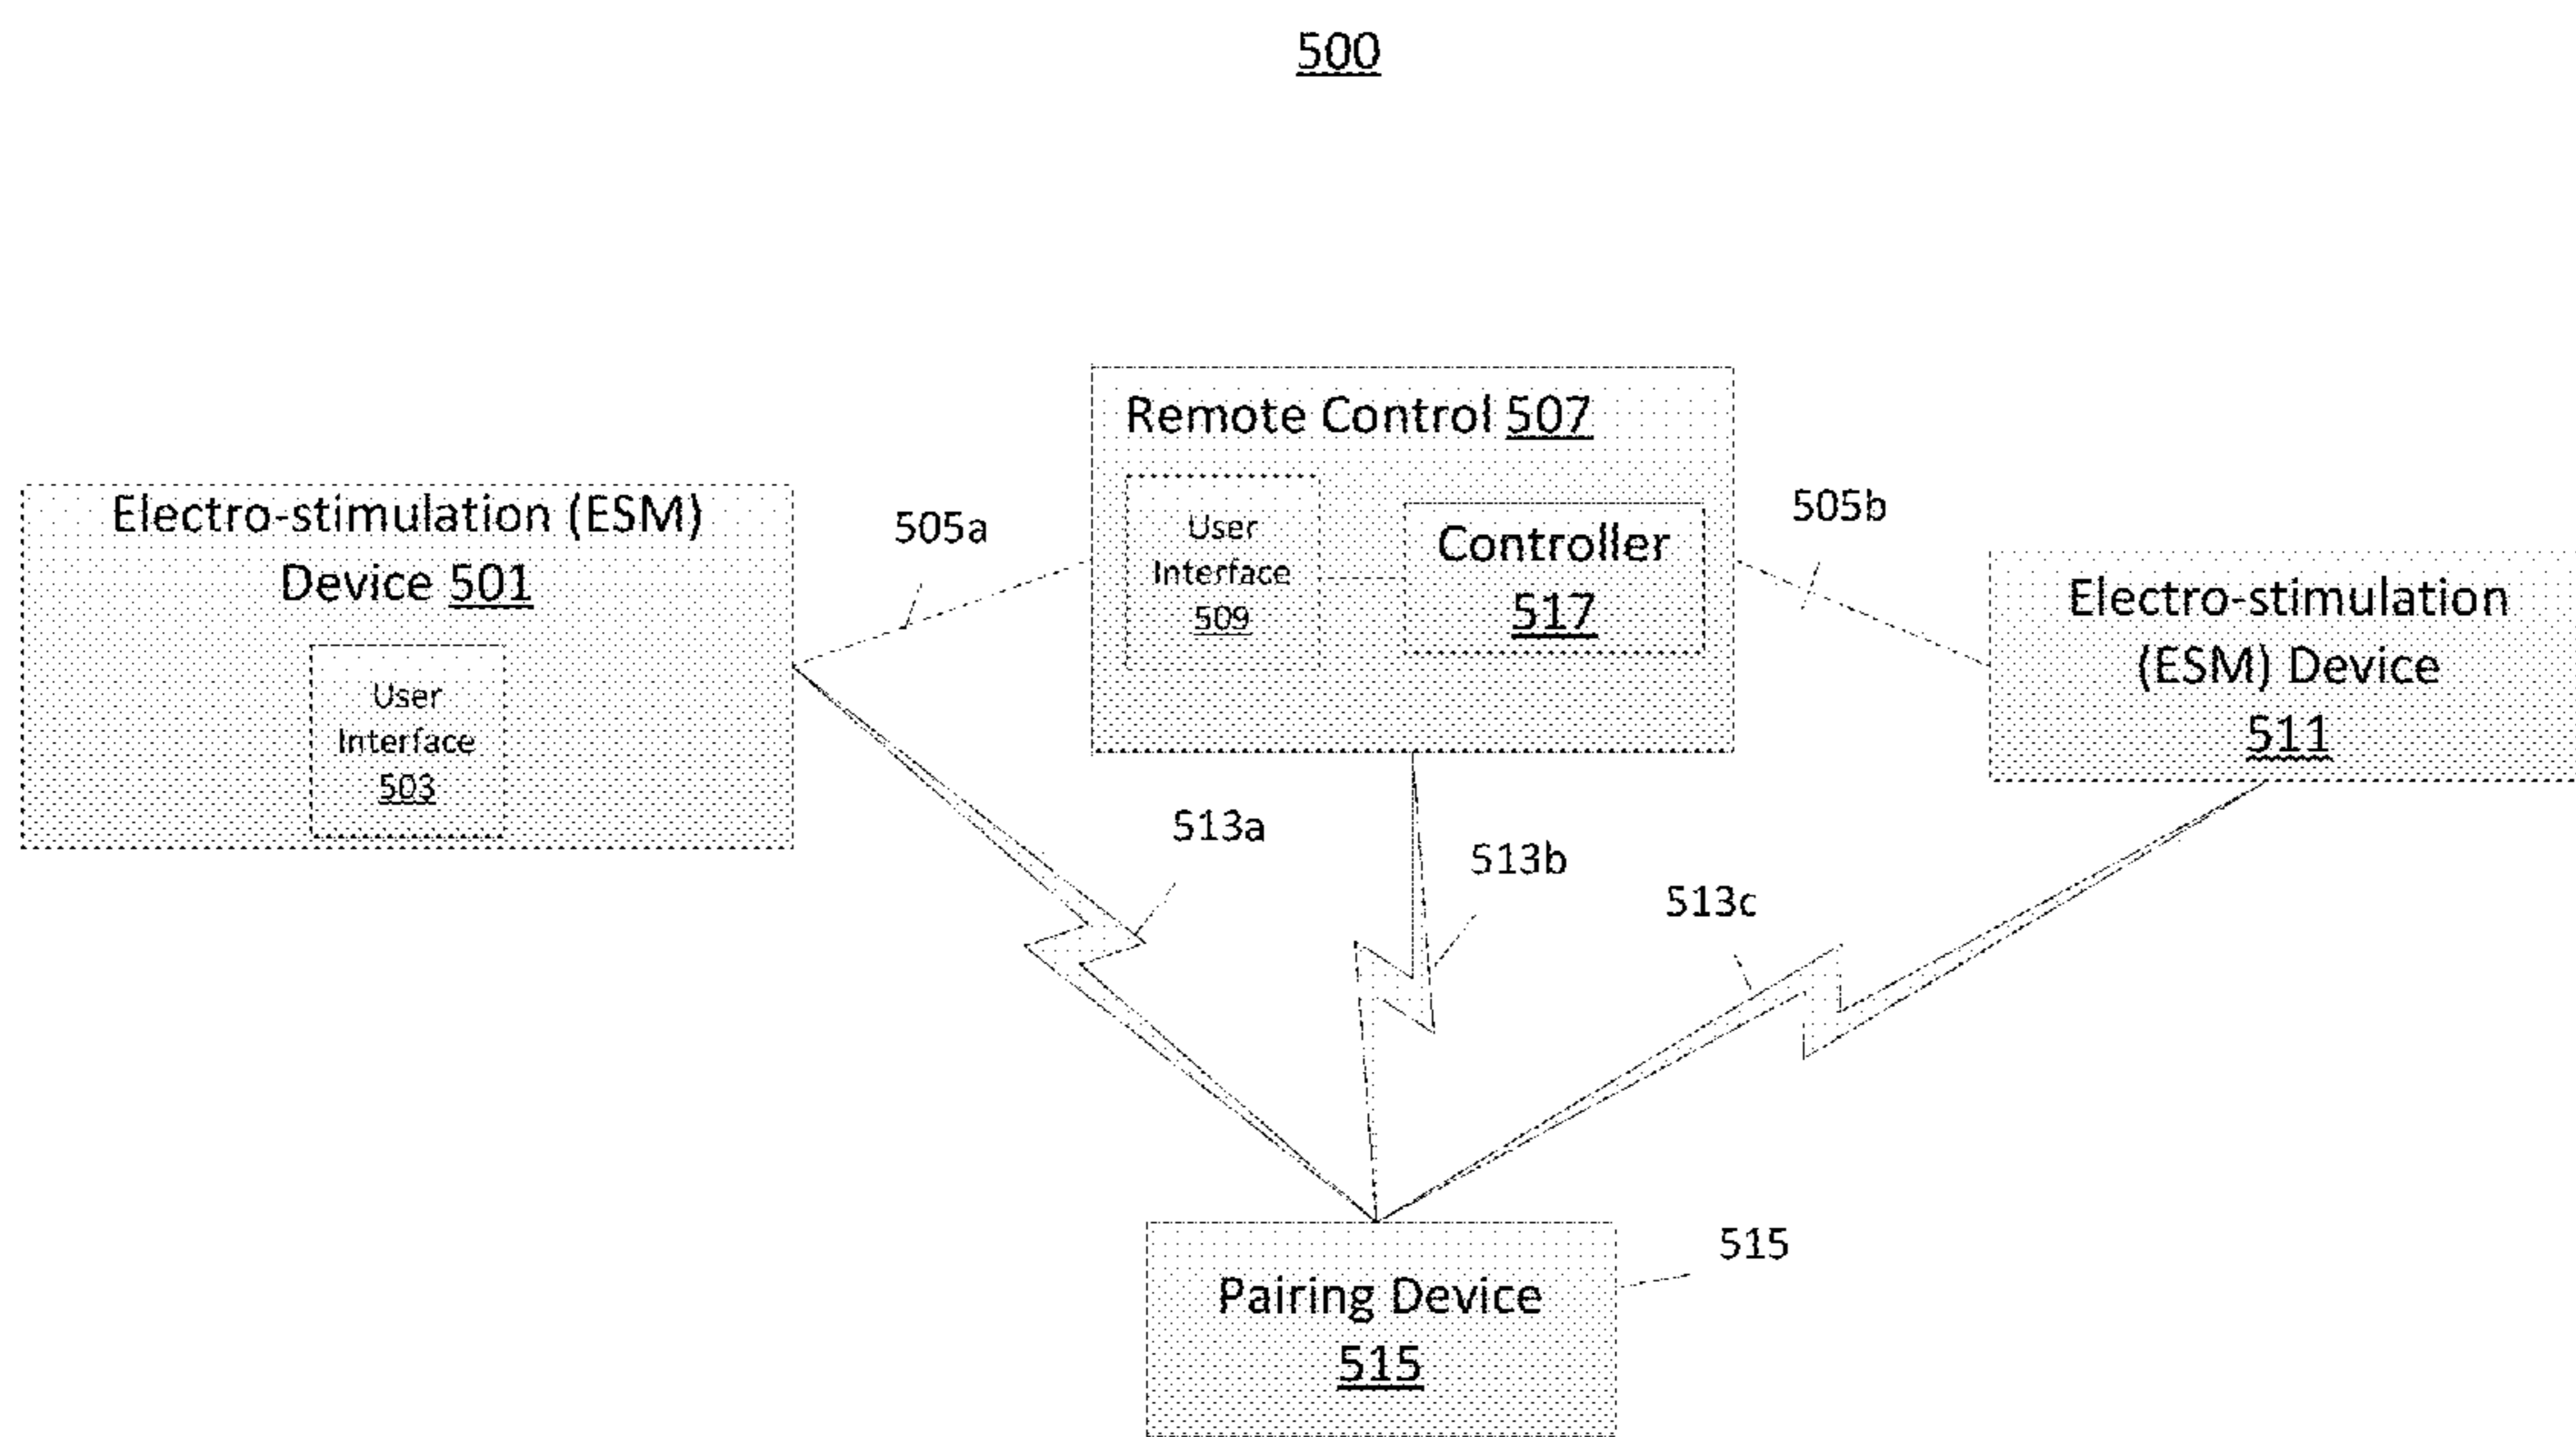 500
Remote Control 507
User
Interface
509
Controller
517
Electro-stimulation (ESM)
Device 501
User
Interface
503
505a
505b
Electro-stimulation
(ESM) Device
511
513a
513b
513c
Pairing Device
515
515